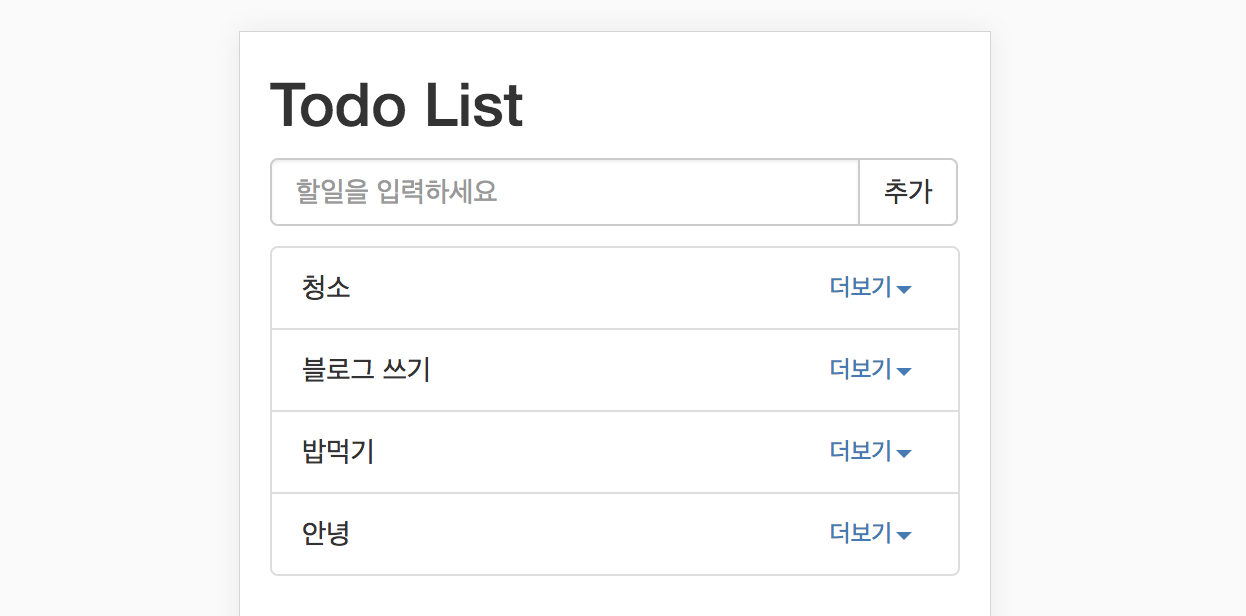 Todo List
할일을 입력하세요 추가
청소 더보기
블로그 쓰기 더보기
밥먹기 더보기
안녕 더보기